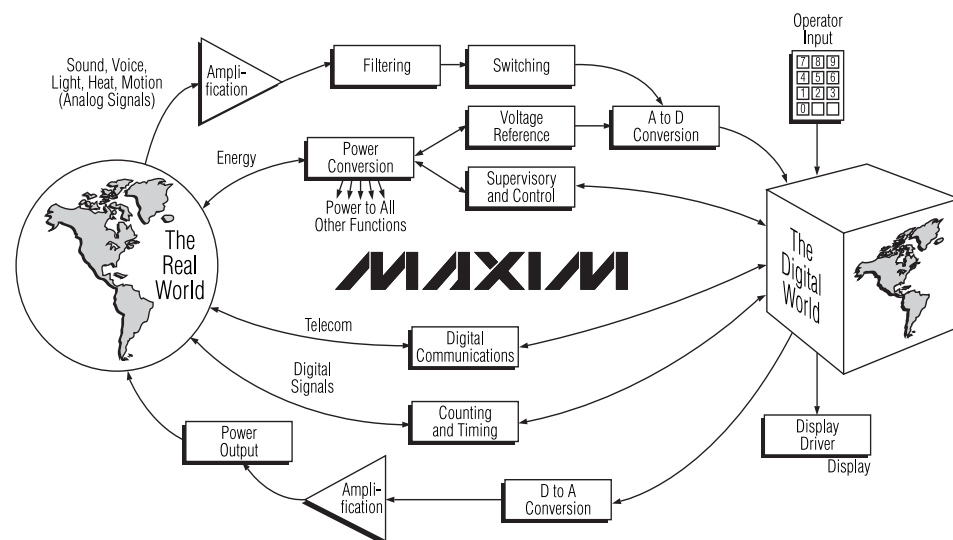 Operator
Input
7 8 9
4 5 6
1 2 3
0
Sound, Voice,
Light, Heat, Motion
(Analog Signals)
Ampli-
fication
Filtering
Switching
Voltage
Reference
A to D
Conversion
Energy
Power
Conversion
Supervisory
and Control
Power to All
Other Functions
The
Real
World
MAXIM
The
Digital
World
Telecom
Digital
Communications
Digital
Signals
Counting
and Timing
Power
Output
Display
Driver
Display
Ampli-
fication
D to A
Conversion